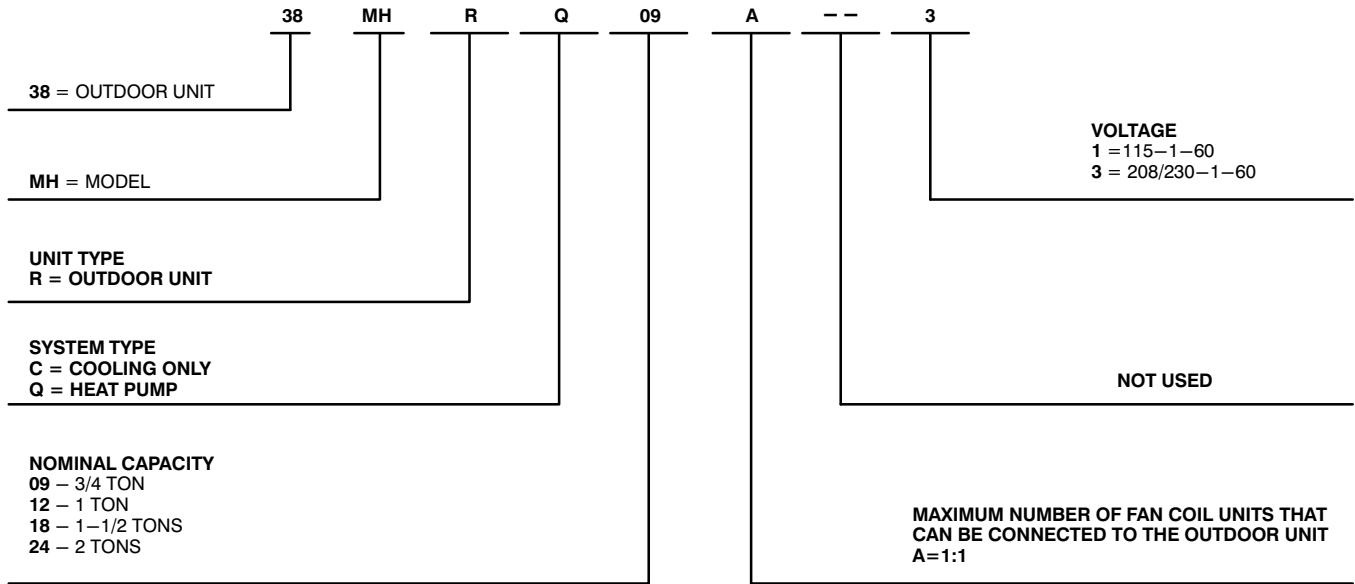 38 MH R Q 09 A – – 3
38 = OUTDOOR UNIT
MH = MODEL
UNIT TYPE
R = OUTDOOR UNIT
SYSTEM TYPE
C = COOLING ONLY
Q = HEAT PUMP
NOMINAL CAPACITY
09 – 3/4 TON
12 – 1 TON
18 – 1–1/2 TONS
24 – 2 TONS
VOLTAGE
1 =115–1–60
3 = 208/230–1–60
NOT USED
MAXIMUM NUMBER OF FAN COIL UNITS THAT
CAN BE CONNECTED TO THE OUTDOOR UNIT
A=1:1